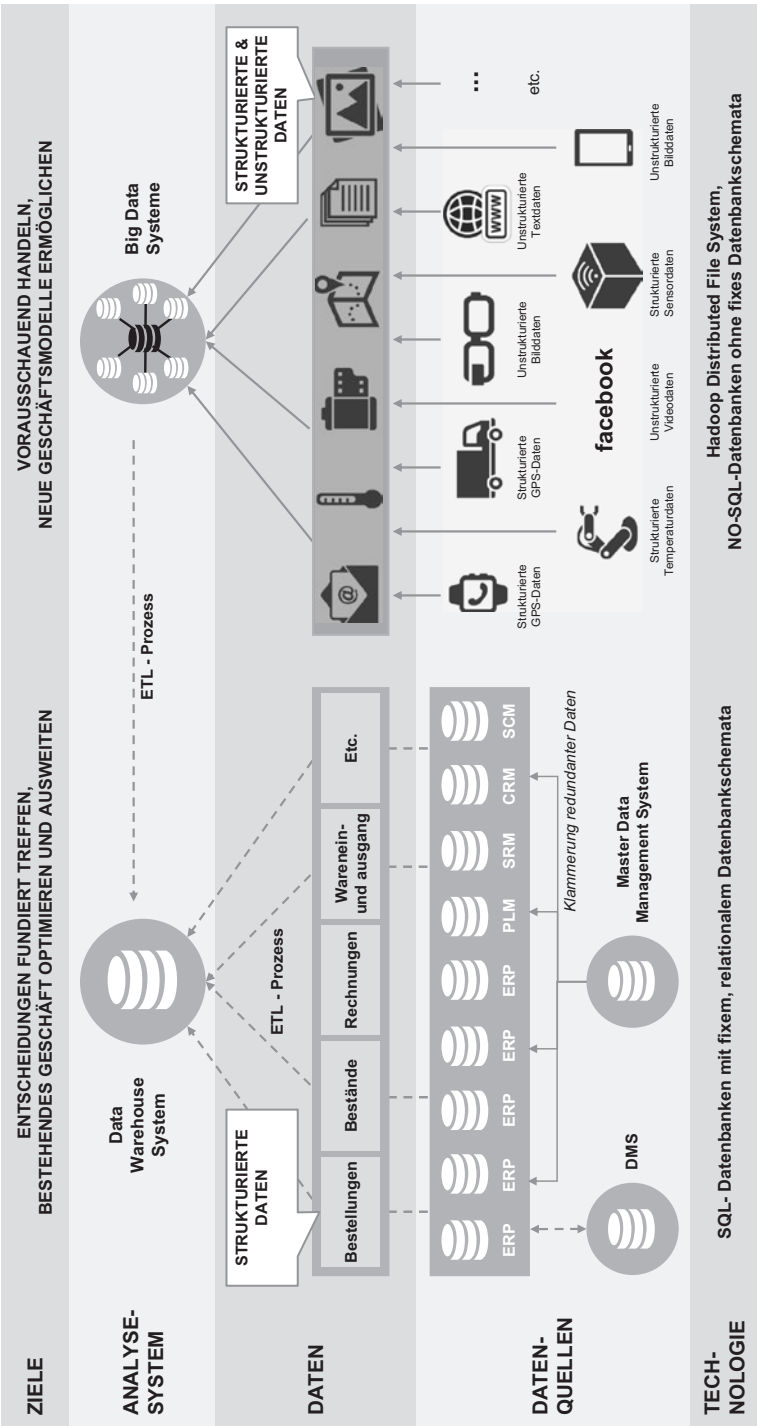 ZIELE
ENTSCHEIDUNGEN FUNDIERT TREFFEN,
BESTEHENDES GESCHÄFT OPTIMIEREN UND AUSWEITEN
VORAUSSCHAUEND HANDELN,
NEUE GESCHÄFTSMODELLE ERMÖGLICHEN
ANALYSE-
SYSTEM
Data
Warehouse
System
ETL - Prozess
Big Data
Systeme
DATEN
STRUKTURIERTE
DATEN
ETL - Prozess
Bestellungen
Bestände
Rechnungen
Warenein-
und ausgang
Etc.
STRUKTURIERTE &
UNSTRUKTURIERTE
DATEN
@
DATEN-
QUELLEN
ERP
ERP
ERP
ERP
ERP
PLM
SRM
CRM
SCM
Klammerung redundanter Daten
DMS
Master Data
Management System
Strukturierte
GPS-Daten
Strukturierte
GPS-Daten
Unstrukturierte
Bilddaten
WWW
Unstrukturierte
Textdaten
...
etc.
Strukturierte
Temperaturdaten
facebook
Unstrukturierte
Videodaten
Strukturierte
Sensordaten
Unstrukturierte
Bilddaten
TECH-
NOLOGIE
SQL- Datenbanken mit fixem, relationalem Datenbankschemata
Hadoop Distributed File System,
NO-SQL-Datenbanken ohne fixes Datenbankschemata